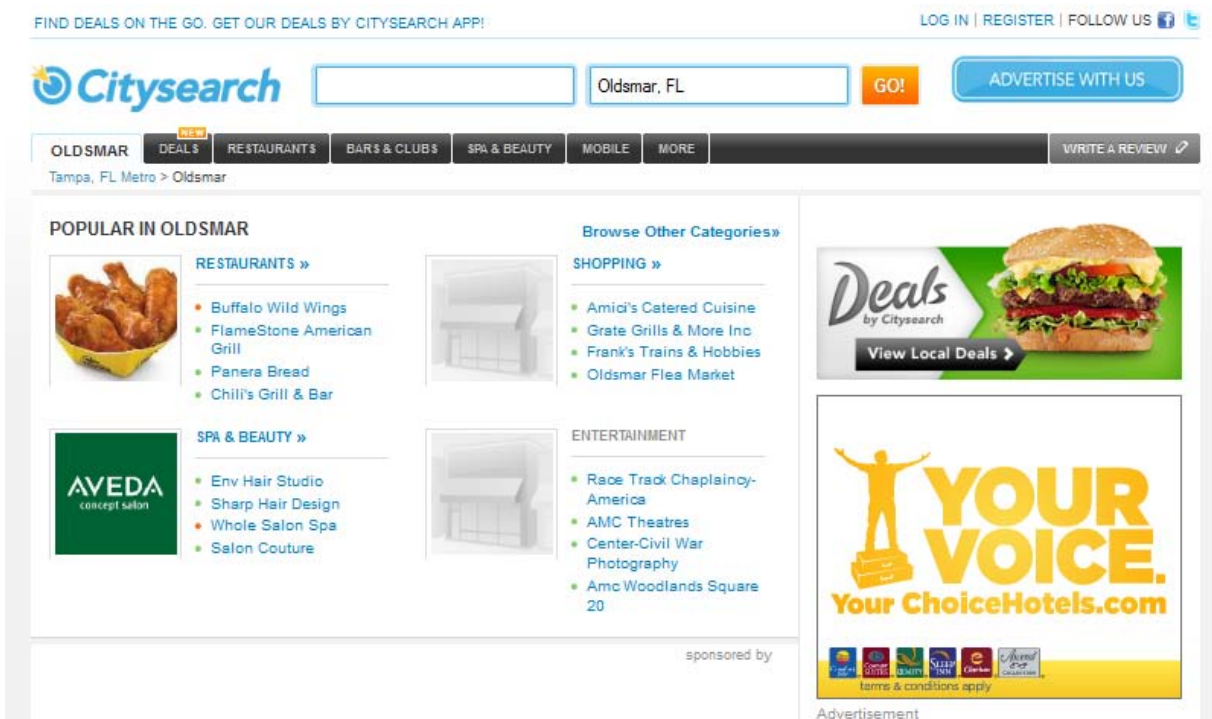 FIND DEALS ON THE GO. GET OUR DEALS BY CITYSEARCH APP!
LOG IN | REGISTER | FOLLOW US
Citysearch
Oldsmar, FL
GO!
ADVERTISE WITH US
NEW
OLDSMAR
DEALS
RESTAURANTS
BARS & CLUBS
SPA & BEAUTY
MOBILE
MORE
WRITE A REVIEW
Tampa, FL Metro > Oldsmar
POPULAR IN OLDSMAR
Browse Other Categories»
RESTAURANTS »
Buffalo Wild Wings
FlameStone American
Grill
Panera Bread
Chili's Grill & Bar
SHOPPING »
Amici's Catered Cuisine
Grate Grills & More Inc
Frank's Trains & Hobbies
Oldsmar Flea Market
AVEDA
concept salon
SPA & BEAUTY »
Env Hair Studio
Sharp Hair Design
Whole Salon Spa
Salon Couture
ENTERTAINMENT
Race Track Chaplaincy-
America
AMC Theatres
Center-Civil War
Photography
Amc Woodlands Square
20
sponsored by
Deals
by Citysearch
View Local Deals
YOUR
VOICE.
Your ChoiceHotels.com
SLEEP
INN
terms & conditions apply
Advertisement